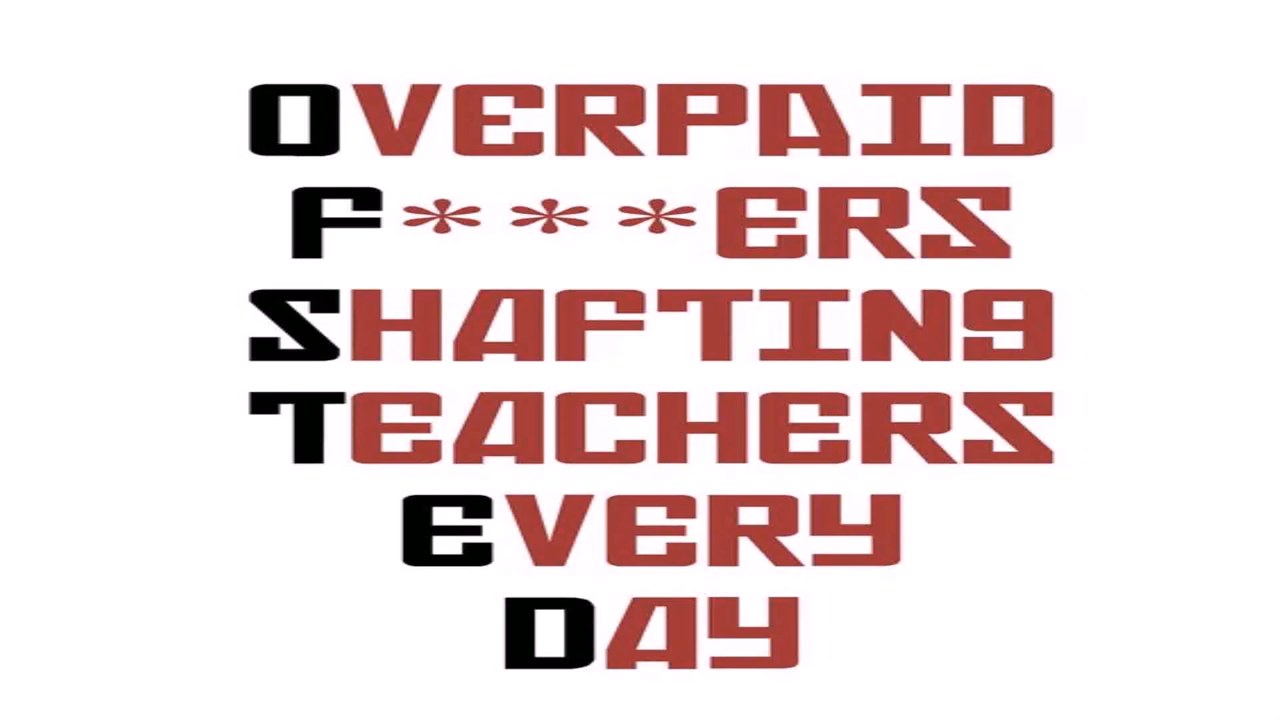 OVERPAID
F***ERS
SHAFTING
TEACHERS
EVERY
DAY